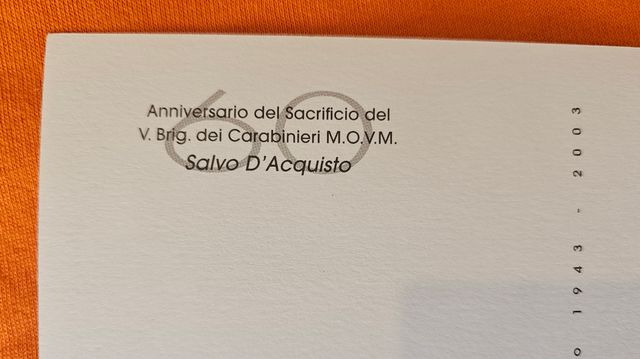 60
Anniversario del Sacrificio del
V. Brig. dei Carabinieri M.O.V.M.
Salvo D'Acquisto
o 1943 - 2003